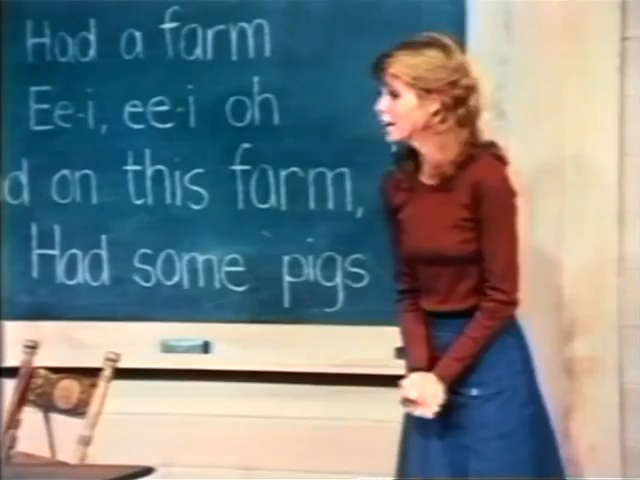 Had a farm
Ee-i, ee-i oh
d on this farm,
Had some pigs